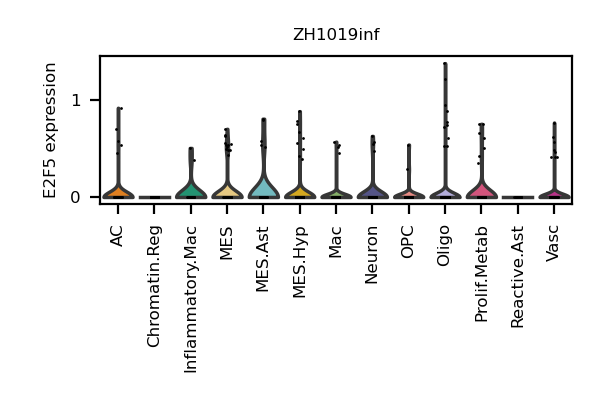 ZH1019inf
E2F5 expression
1
0
AC
Chromatin.Reg
Inflammatory.Mac
MES
MES.Ast
MES.Hyp
Mac
Neuron
OPC
Oligo
Prolif.Metab
Reactive.Ast
Vasc